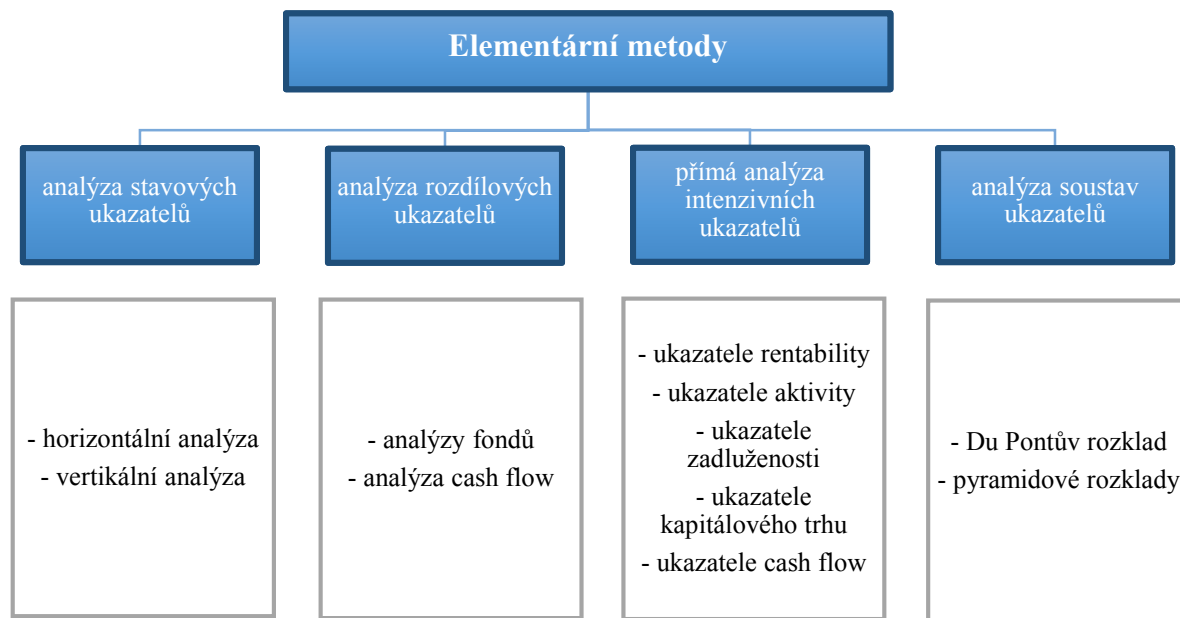 Elementární metody
analýza stavových
ukazatelů
analýza rozdílových
ukazatelů
přímá analýza
intenzivních
ukazatelů
analýza soustav
ukazatelů
- horizontální analýza
- vertikální analýza
- analýzy fondů
- analýza cash flow
- ukazatele rentability
- ukazatele aktivity
- ukazatele
zadluženosti
- ukazatele
kapitálového trhu
- ukazatele cash flow
- Du Pontův rozklad
- pyramidové rozklady